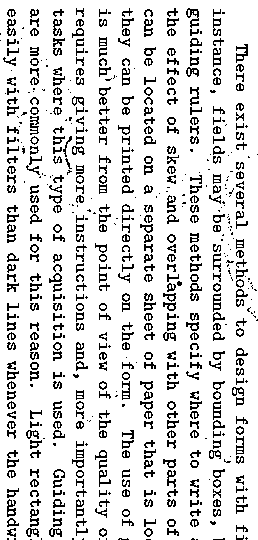 There exist several methods to design forms with fi
instance, fields may be surrounded by bounding boxes,
guiding rulers. These methods specify where to write
the effect of skew and overlapping with other parts of
can be located on a separate sheet of paper that is lo
they can be printed directly on the form. The use of
is much better from the point of view of the quality o
requires giving more instructions and, more importantl
tasks where this type of acquisition is used. Guiding
are more commonly used for this reason. Light rectang
easily with filters than dark lines whenever the handw